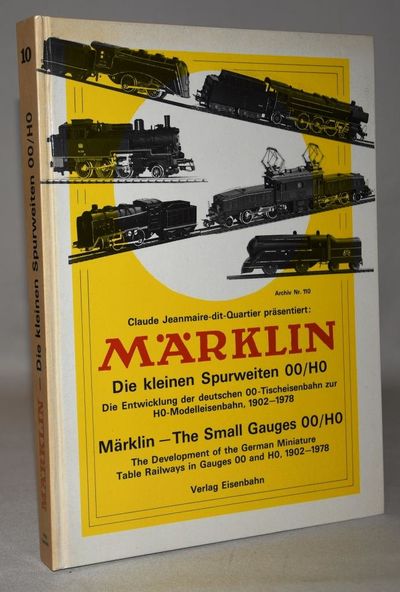 10
MÄRKLIN — Die kleinen Spurweiten 00/H0
Archiv Nr. 110
Claude Jeanmaire-dit-Quartier präsentiert:
MÄRKLIN
Die kleinen Spurweiten 00/H0
Die Entwicklung der deutschen 00-Tischeisenbahn zur
H0-Modelleisenbahn, 1902—1978
Märklin — The Small Gauges 00/H0
The Development of the German Miniature
Table Railways in Gauges 00 and H0, 1902—1978
Verlag Eisenbahn